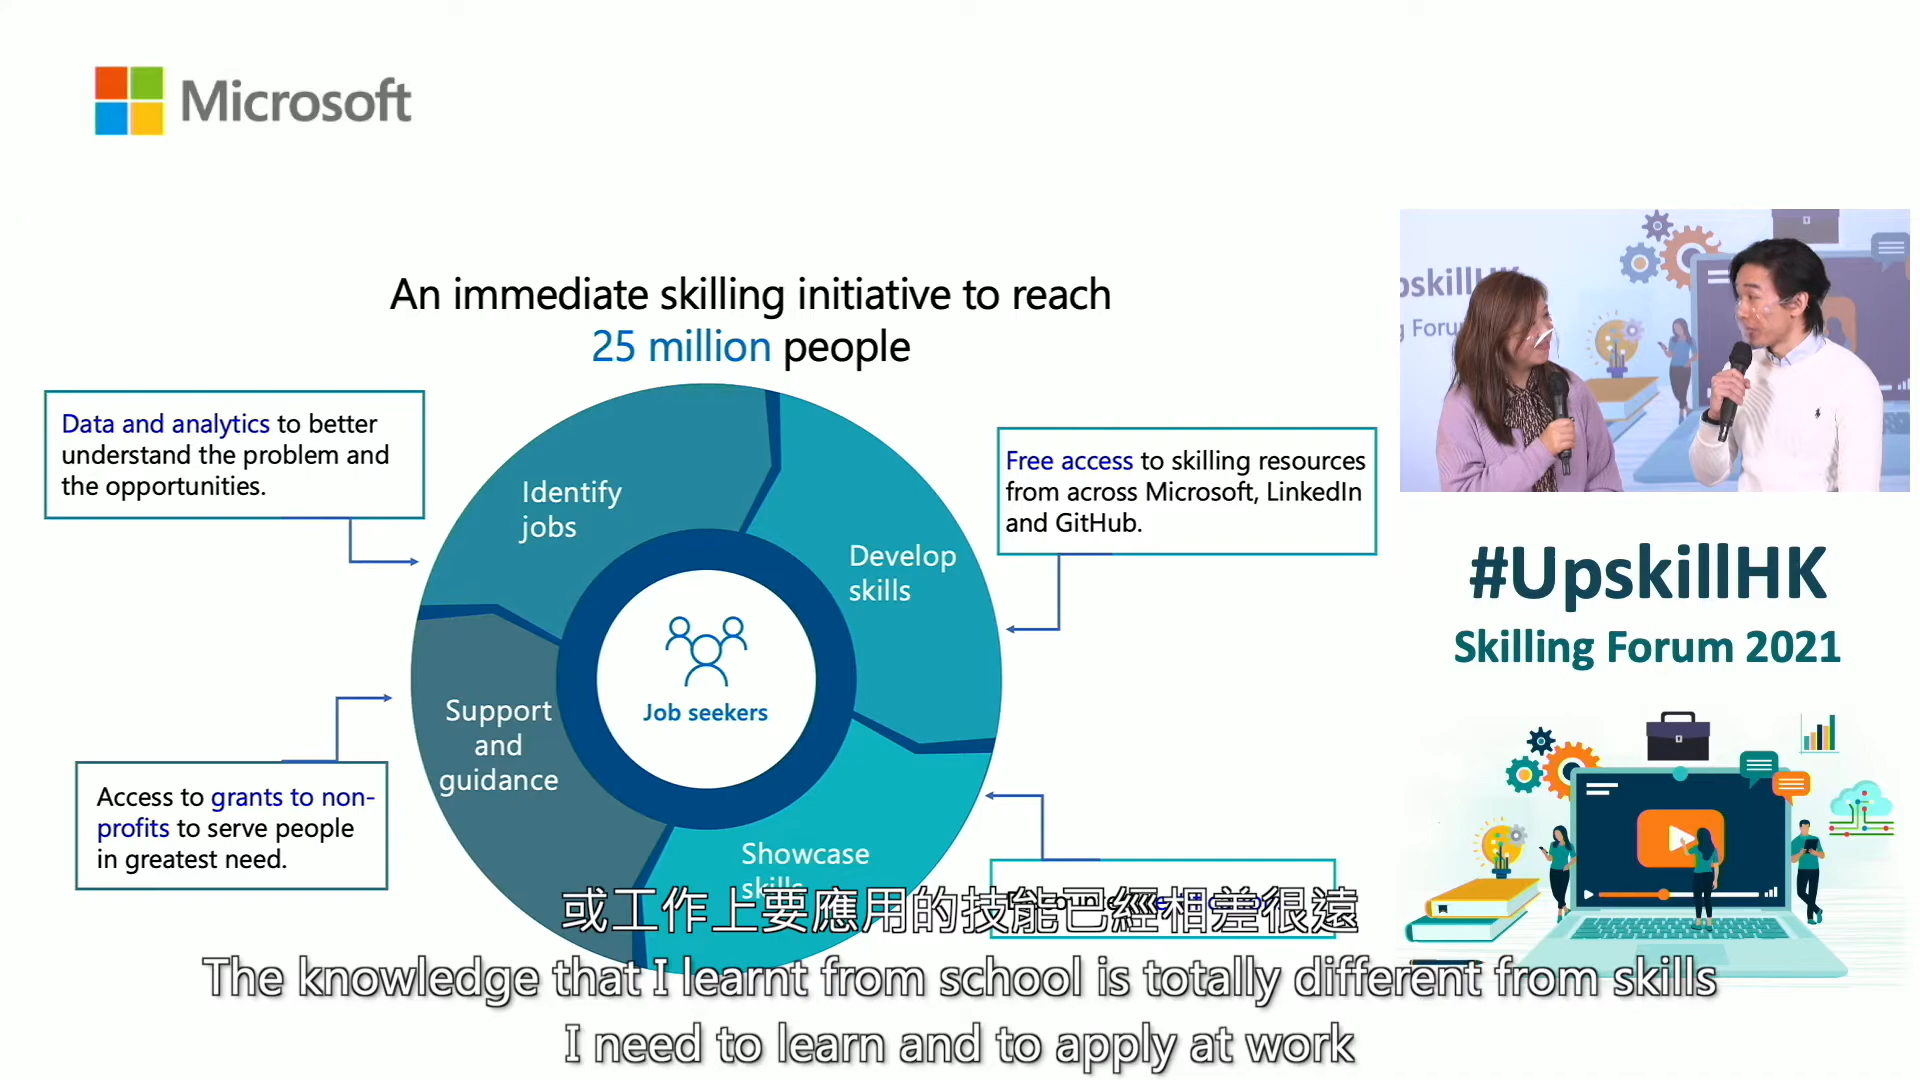 Microsoft
An immediate skilling initiative to reach
25 million people
Data and analytics to better
understand the problem and
the opportunities.
Identify
jobs
Free access to skilling resources
from across Microsoft, LinkedIn
and GitHub.
Develop
skills
Job seekers
Support
and
guidance
Access to grants to non-
profits to serve people
in greatest need.
Showcase
skills
#UpskillHK
Skilling Forum 2021
或工作上要應用的技能已經相差很遠
The knowledge that I learnt from school is totally different from skills
I need to learn and to apply at work